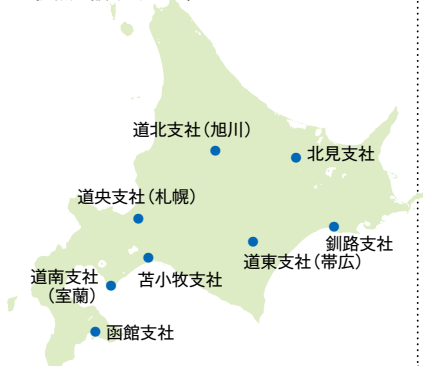 道北支社（旭川）
北見支社
道央支社（札幌）
釧路支社
道東支社（帯広）
道南支社
（室蘭）
苫小牧支社
函館支社